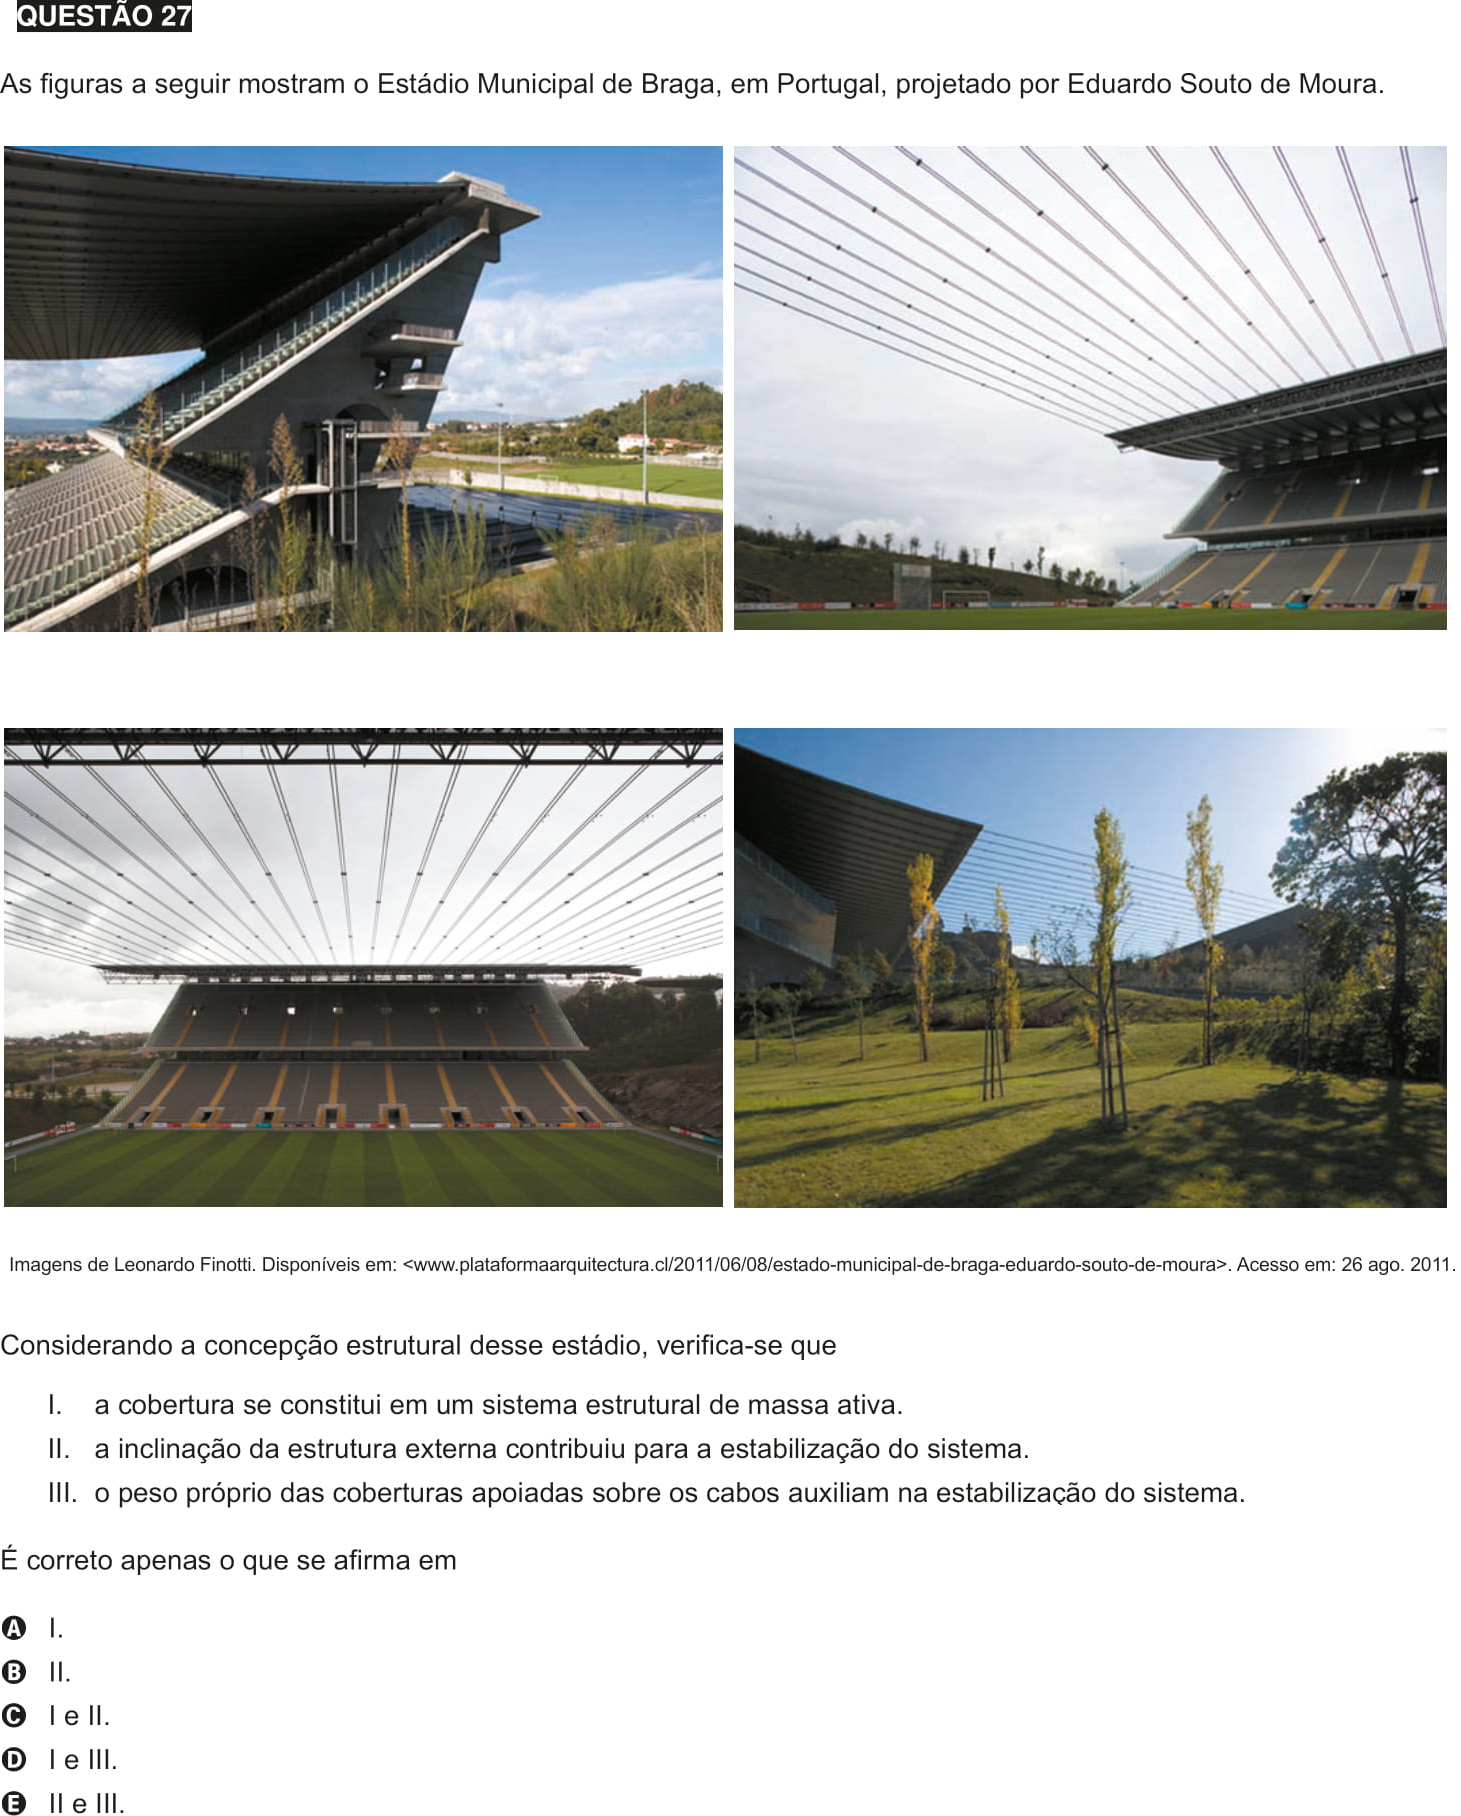 QUESTÃO 27
As figuras a seguir mostram o Estádio Municipal de Braga, em Portugal, projetado por Eduardo Souto de Moura.
Imagens de Leonardo Finotti. Disponíveis em: <www.plataformaarquitectura.cl/2011/06/08/estado-municipal-de-braga-eduardo-souto-de-moura>. Acesso em: 26 ago. 2011.
Considerando a concepção estrutural desse estádio, verifica-se que
I. a cobertura se constitui em um sistema estrutural de massa ativa.
II. a inclinação da estrutura externa contribuiu para a estabilização do sistema.
III. o peso próprio das coberturas apoiadas sobre os cabos auxiliam na estabilização do sistema.
É correto apenas o que se afirma em
A I.
B II.
C I e II.
D I e III.
E II e III.